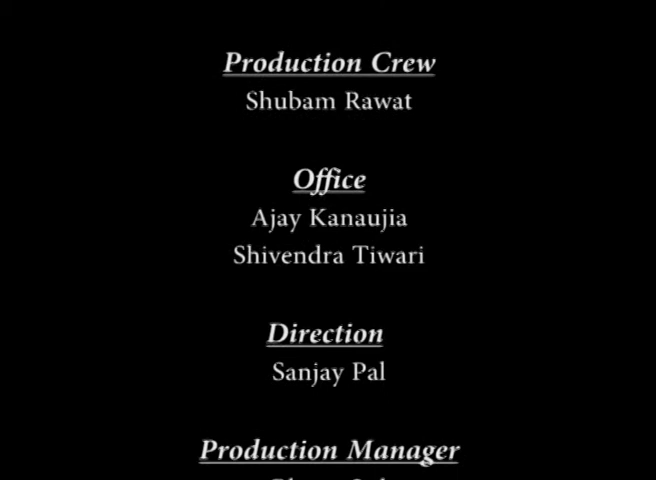 Production Crew
Shubam Rawat
Office
Ajay Kanaujia
Shivendra Tiwari
Direction
Sanjay Pal
Production Manager